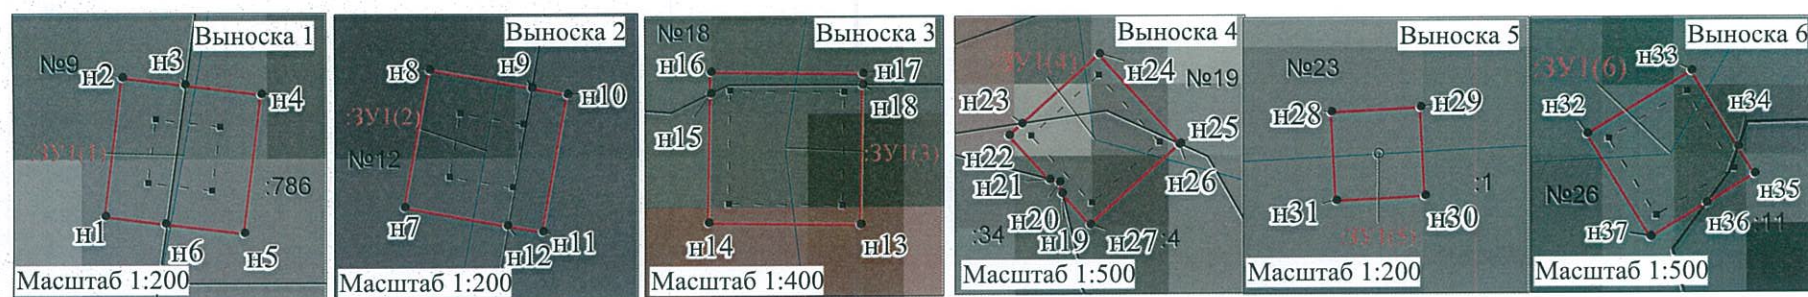 Выноска 1
№9
н3
н2
н4
:ЗУ1(1)
:786
н1
н6
н5
Масштаб 1:200
Выноска 2
н8
н9
н10
:ЗУ1(2)
№12
н7
н12
н11
Масштаб 1:200
№18
Выноска 3
н16
н17
н18
н15
:ЗУ1(3)
н14
н13
Масштаб 1:400
Выноска 4
:ЗУ1(4)
н24
№19
н23
н25
н22
н21
н26
н20
:34
н19
н27
:4
Масштаб 1:500
Выноска 5
№23
н28
н29
:1
н31
н30
:ЗУ1(5)
Масштаб 1:200
Выноска 6
:ЗУ1(6)
н33
н32
н34
№26
н35
н36
:11
н37
Масштаб 1:500